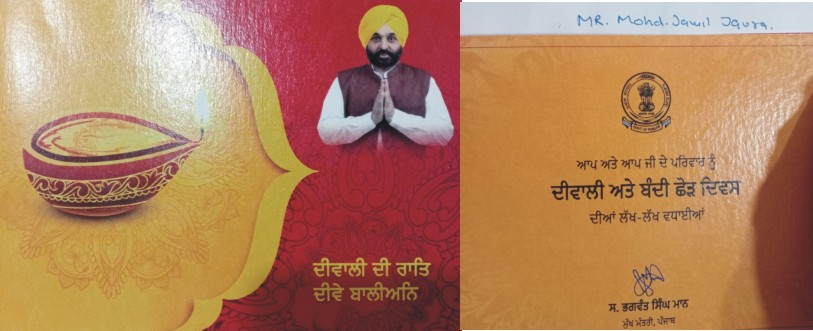 ਦੀਵਾਲੀ ਦੀ ਰਾਤਿ
ਦੀਵੇ ਬਾਲੀਅਨਿ
MR. Mohd. Jamil Jaura.
ਆਪ ਅਤੇ ਆਪ ਜੀ ਦੇ ਪਰਿਵਾਰ ਨੂੰ
ਦੀਵਾਲੀ ਅਤੇ ਬੰਦੀ ਛੋੜ ਦਿਵਸ
ਦੀਆਂ ਲੱਖ-ਲੱਖ ਵਧਾਈਆਂ
ਸ. ਭਗਵੰਤ ਸਿੰਘ ਮਾਨ
ਮੁੱਖ ਮੰਤਰੀ, ਪੰਜਾਬ